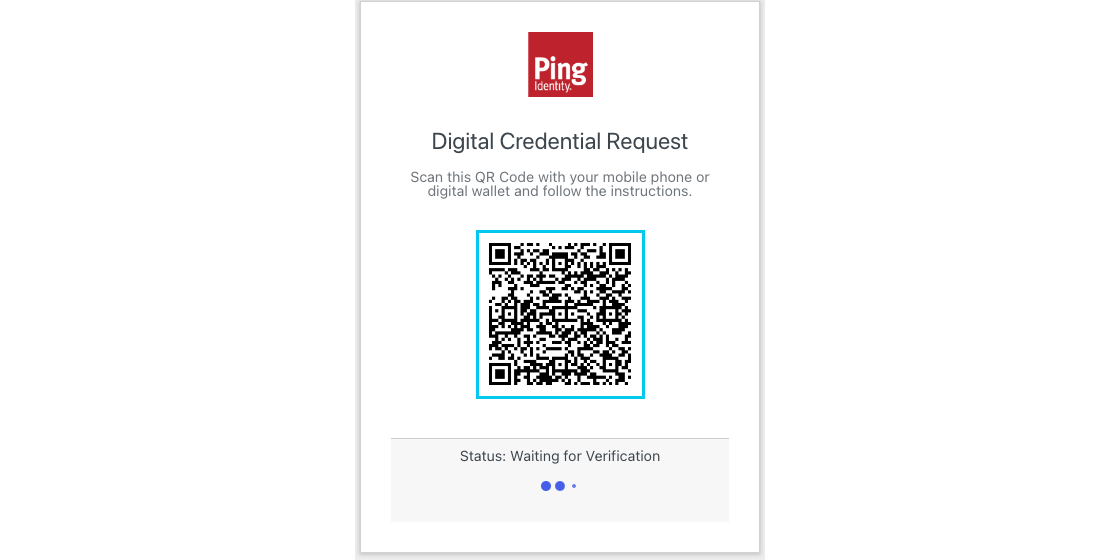 Ping
Identity.
Digital Credential Request
Scan this QR Code with your mobile phone or
digital wallet and follow the instructions.
Status: Waiting for Verification